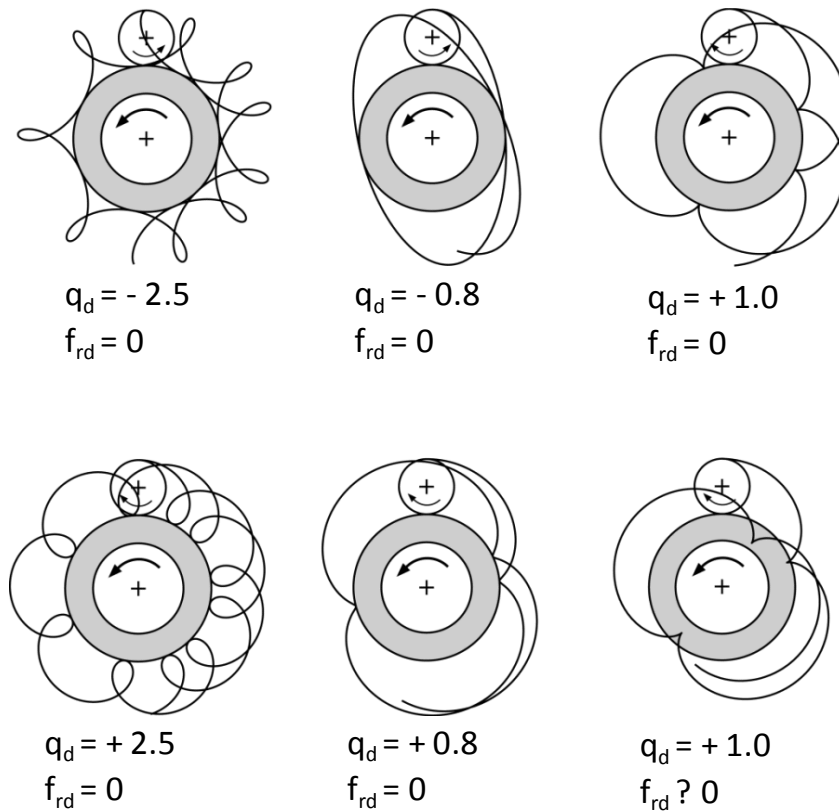 q_d = - 2.5
f_rd = 0
q_d = - 0.8
f_rd = 0
q_d = + 1.0
f_rd = 0
q_d = + 2.5
f_rd = 0
q_d = + 0.8
f_rd = 0
q_d = + 1.0
f_rd ? 0